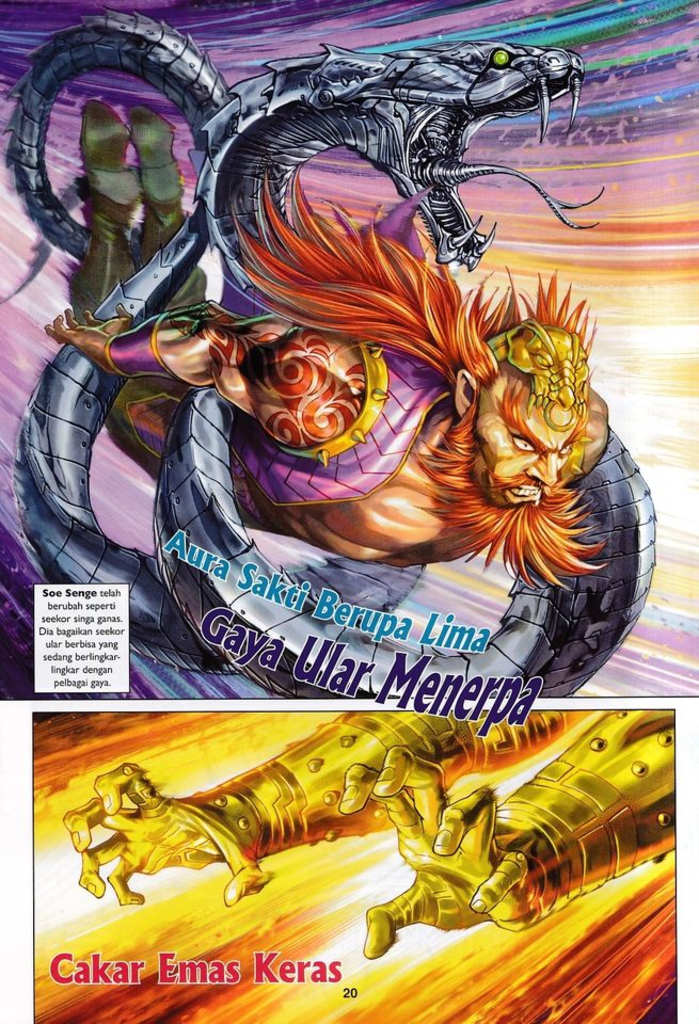 Aura Sakti Berupa Lima
Gaya Ular Menerpa
Soe Senge telah
berubah seperti
seekor singa ganas.
Dia bagaikan seekor
ular berbisa yang
sedang berlingkar-
lingkar dengan
pelbagai gaya.
Cakar Emas Keras
20